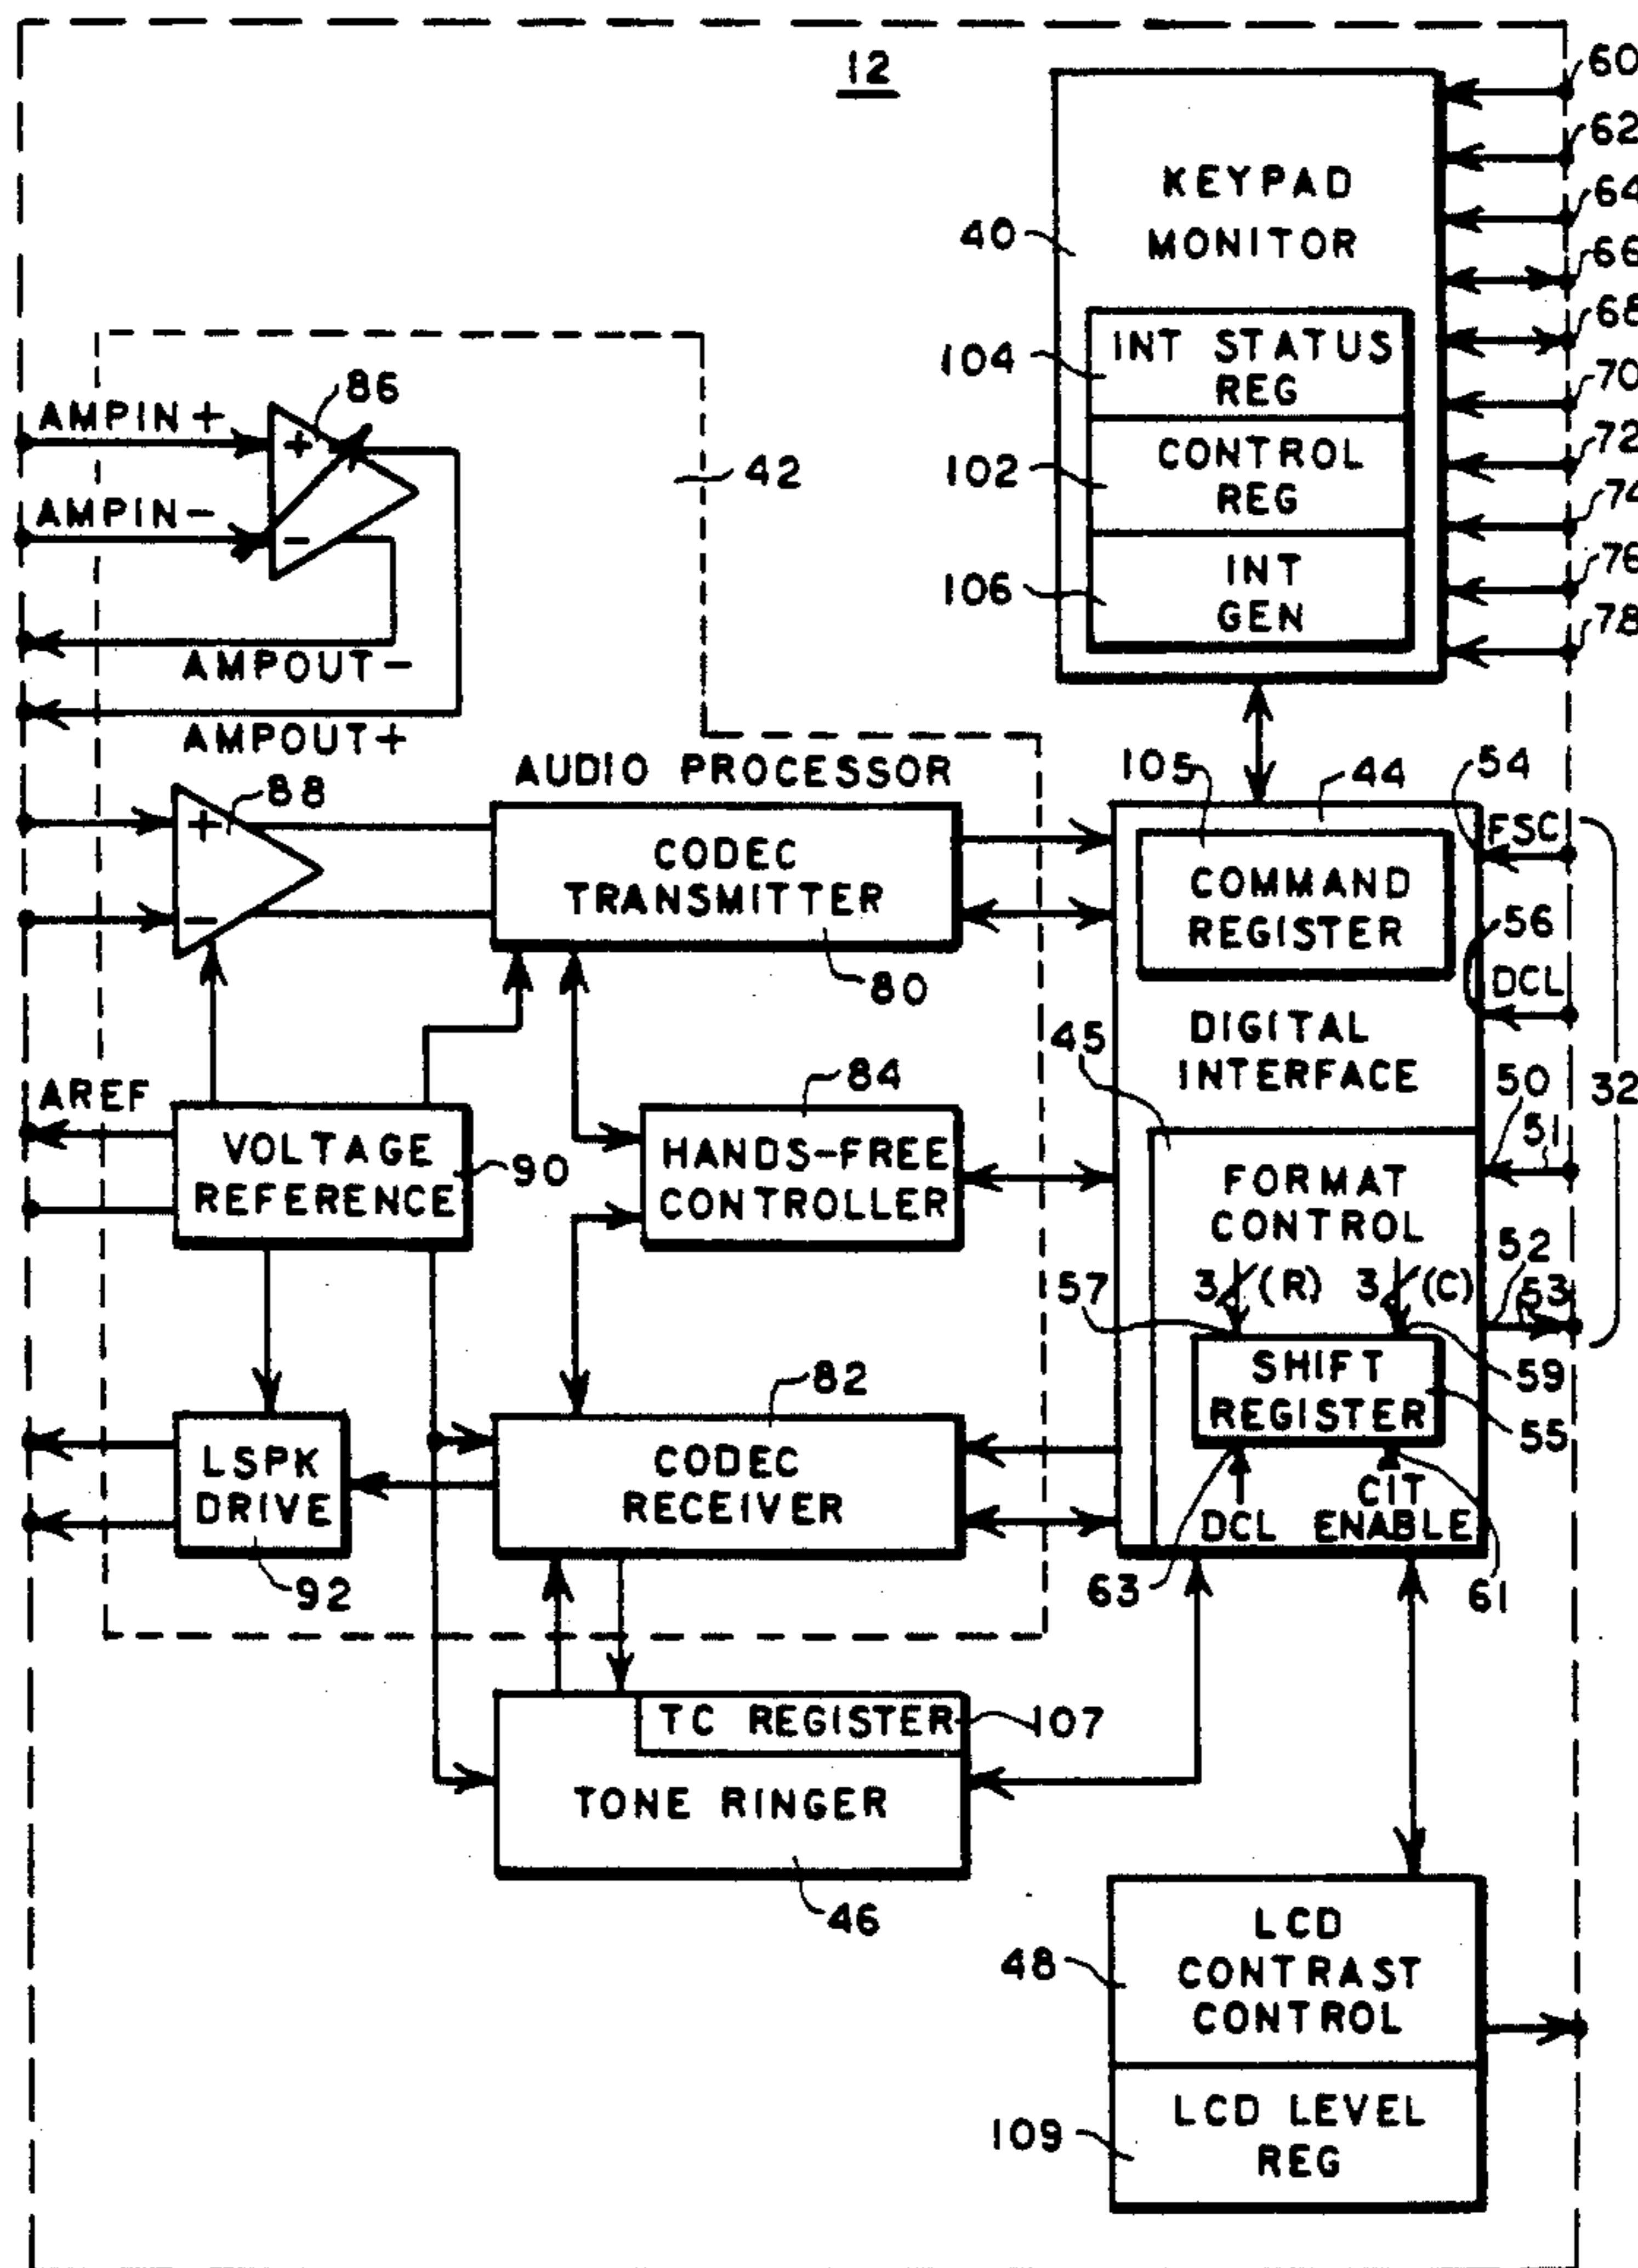 12
60
62
64
66
68
70
72
74
76
78
KEYPAD
MONITOR
40
INT STATUS
REG
104
CONTROL
REG
102
INT
GEN
106
AMPIN+
86
AMPIN-
42
AMPOUT-
AMPOUT+
AUDIO PROCESSOR
88
CODEC
TRANSMITTER
80
105
44
54
FSC
COMMAND
REGISTER
56
DCL
DIGITAL
INTERFACE
45
50
51
32
AREF
VOLTAGE
REFERENCE
90
84
HANDS-FREE
CONTROLLER
FORMAT
CONTROL
52
53
57
3 (R)
3 (C)
SHIFT
REGISTER
59
55
CIT
DCL ENABLE
63
61
82
LSPK
DRIVE
92
CODEC
RECEIVER
TC REGISTER
107
TONE RINGER
46
LCD
CONTRAST
CONTROL
48
LCD LEVEL
REG
109